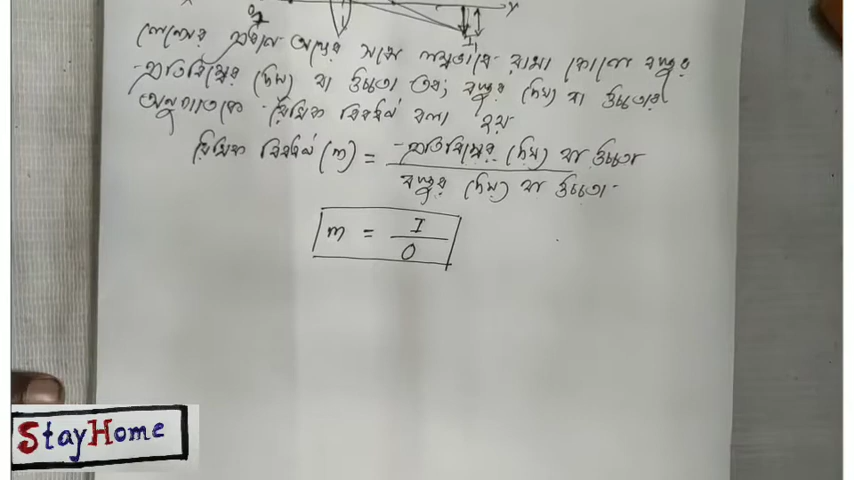 Y
O
I
লেন্সের প্রধান অক্ষের সঙ্গে লম্বভাবে রাখা কোনো বস্তুর
প্রতিবিম্বের দৈর্ঘ্য বা উচ্চতা এবং বস্তুর দৈর্ঘ্য বা উচ্চতার
অনুপাতকে রৈখিক বিবর্ধন বলা হয়
রৈখিক বিবর্ধন (m) = প্রতিবিম্বের দৈর্ঘ্য বা উচ্চতা
বস্তুর দৈর্ঘ্য বা উচ্চতা
m = I
O
StayHome